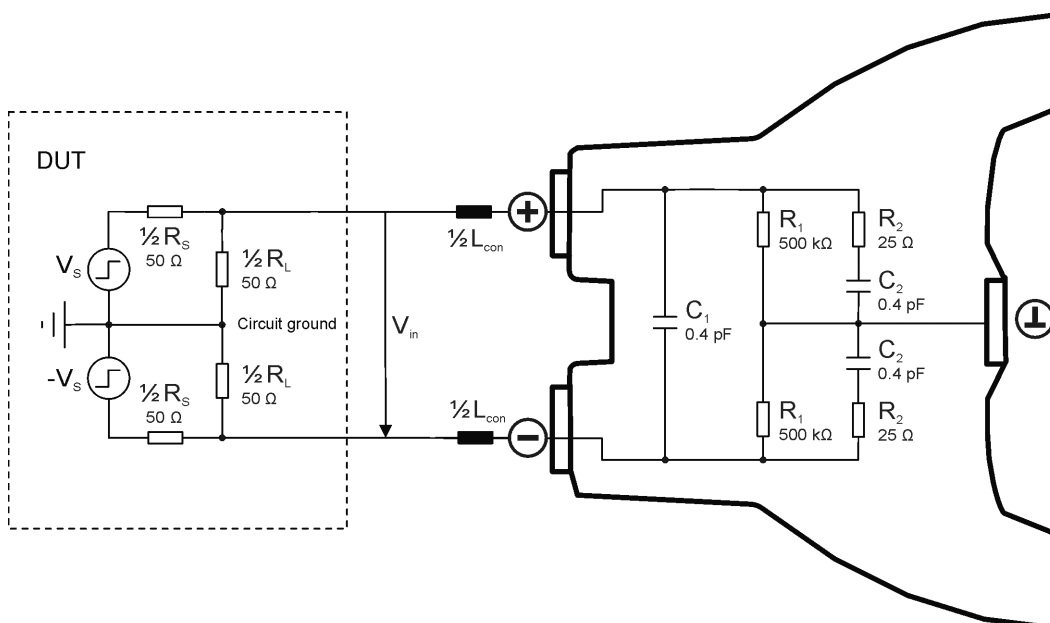 DUT
½ R_S
50 Ω
V_S
½ R_L
50 Ω
Circuit ground
-V_S
½ R_S
50 Ω
½ R_L
50 Ω
V_in
½ L_con
+
½ L_con
-
C_1
0.4 pF
R_1
500 kΩ
R_2
25 Ω
C_2
0.4 pF
C_2
0.4 pF
R_1
500 kΩ
R_2
25 Ω